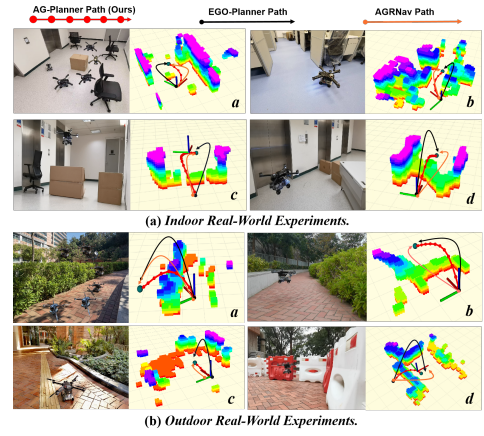 AG-Planner Path (Ours) EGO-Planner Path AGRNav Path
a b
c d
(a) Indoor Real-World Experiments.
a b
c d
(b) Outdoor Real-World Experiments.